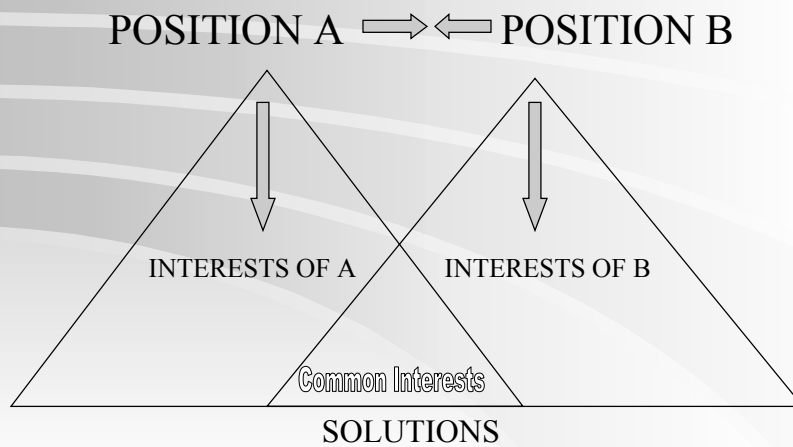 POSITION A POSITION B
INTERESTS OF A INTERESTS OF B
Common Interests
SOLUTIONS